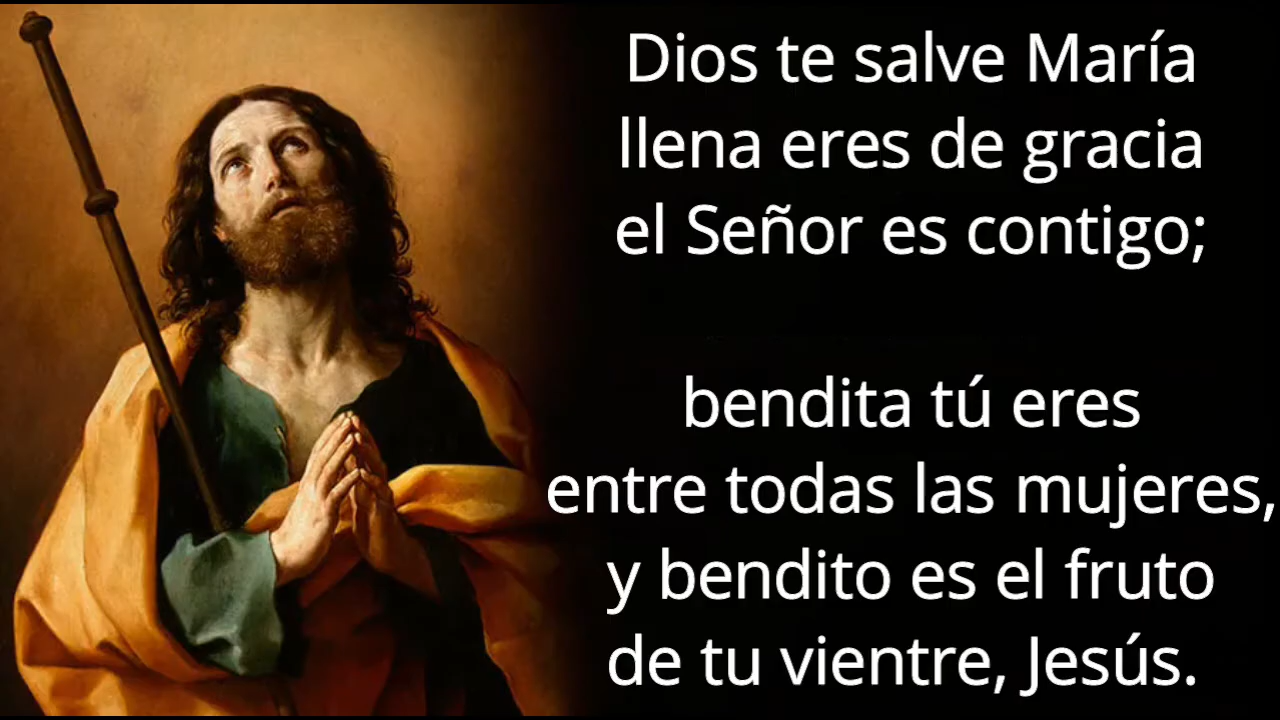 Dios te salve María
llena eres de gracia
el Señor es contigo;
bendita tú eres
entre todas las mujeres,
y bendito es el fruto
de tu vientre, Jesús.